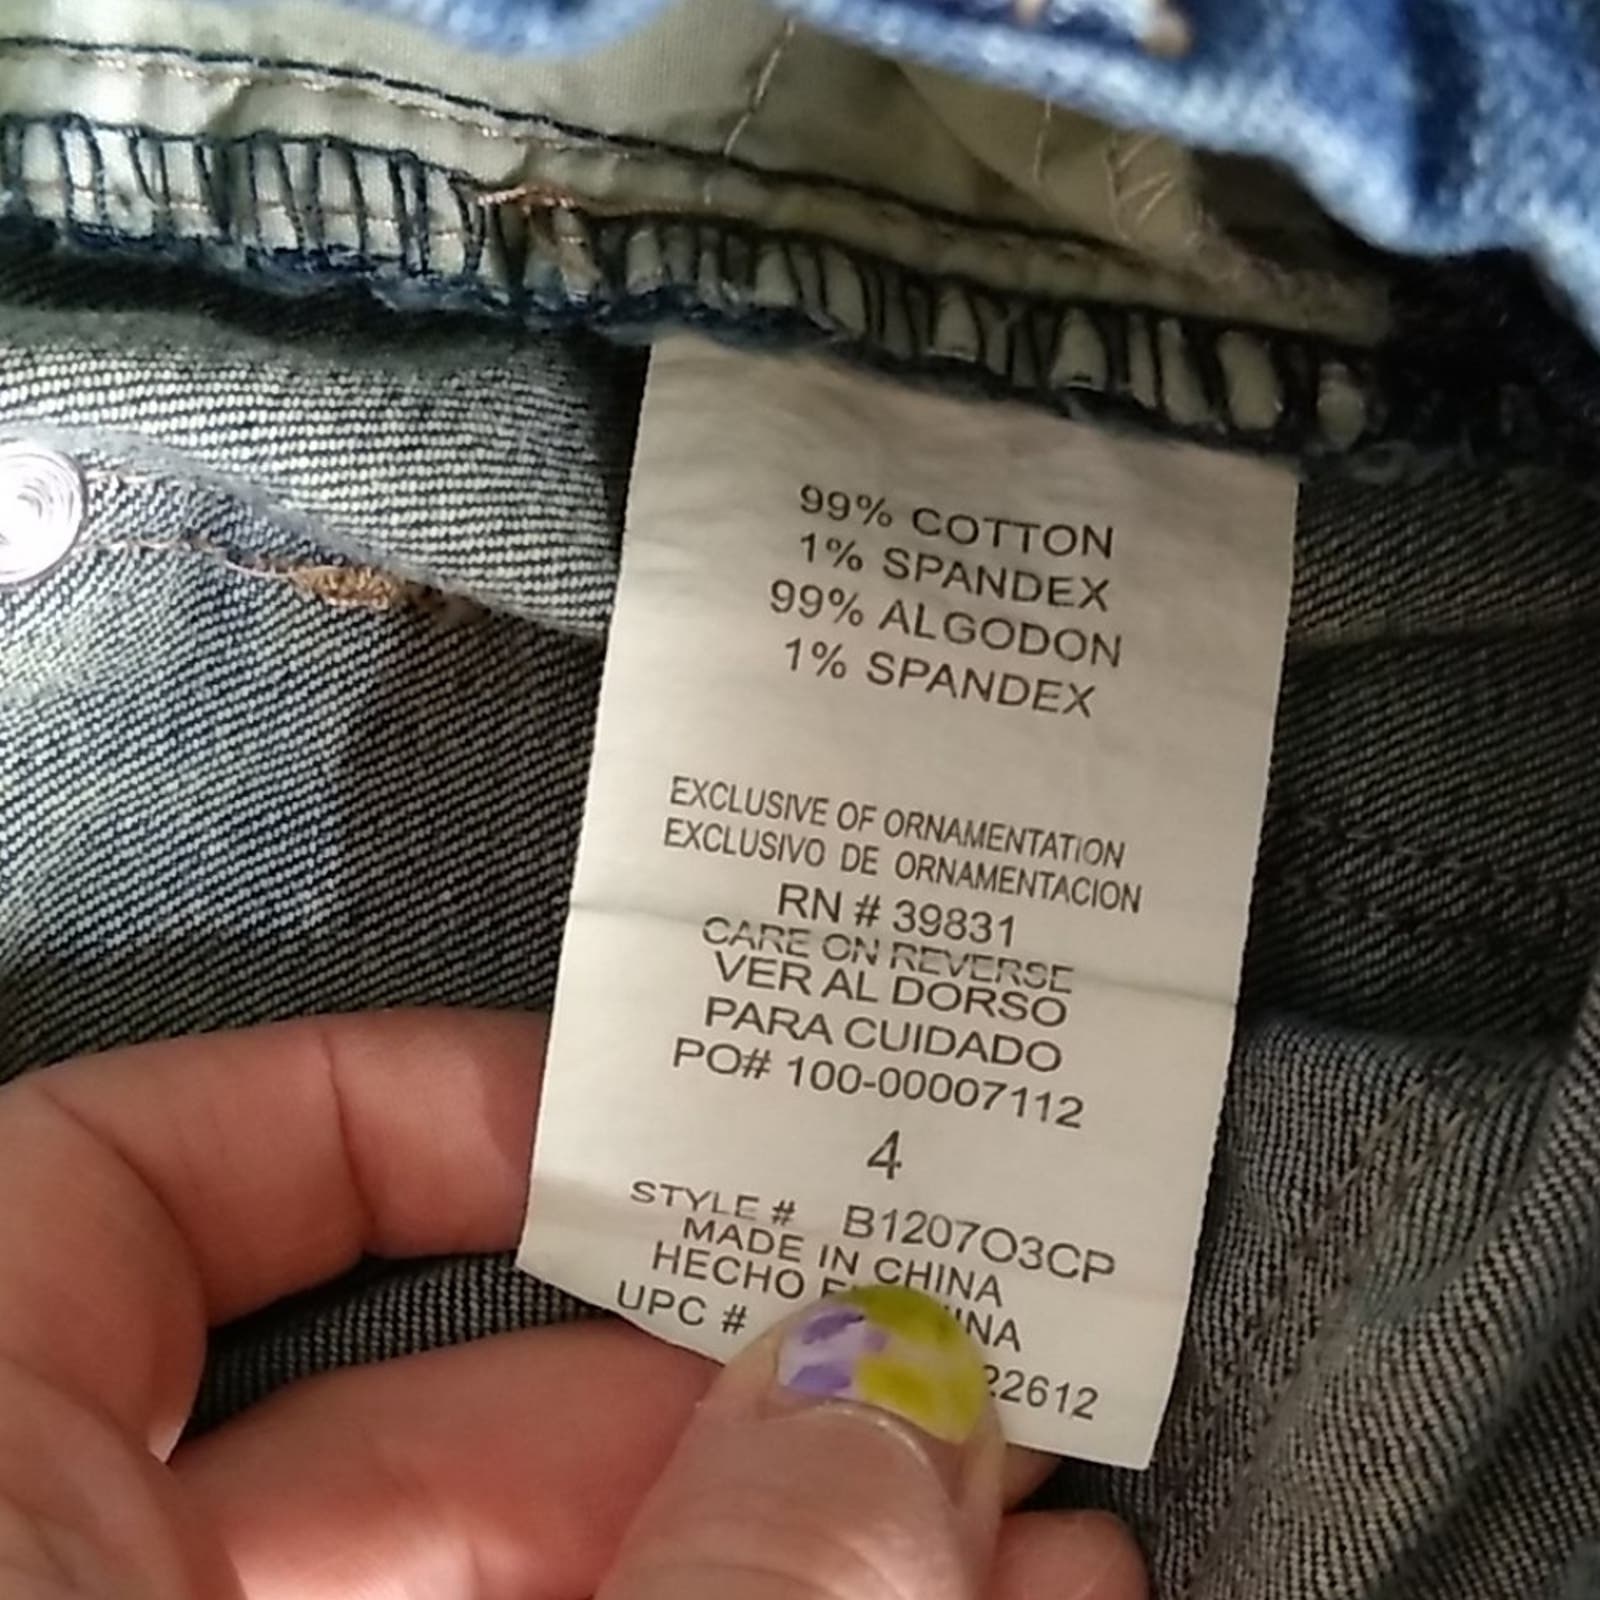 99% COTTON
1% SPANDEX
99% ALGODON
1% SPANDEX
EXCLUSIVE OF ORNAMENTATION
EXCLUSIVO DE ORNAMENTACION
RN # 39831
CARE ON REVERSE
VER AL DORSO
PARA CUIDADO
PO# 100-00007112
4
STYLE # B1207O3CP
MADE IN CHINA
HECHO
UPC # 22612